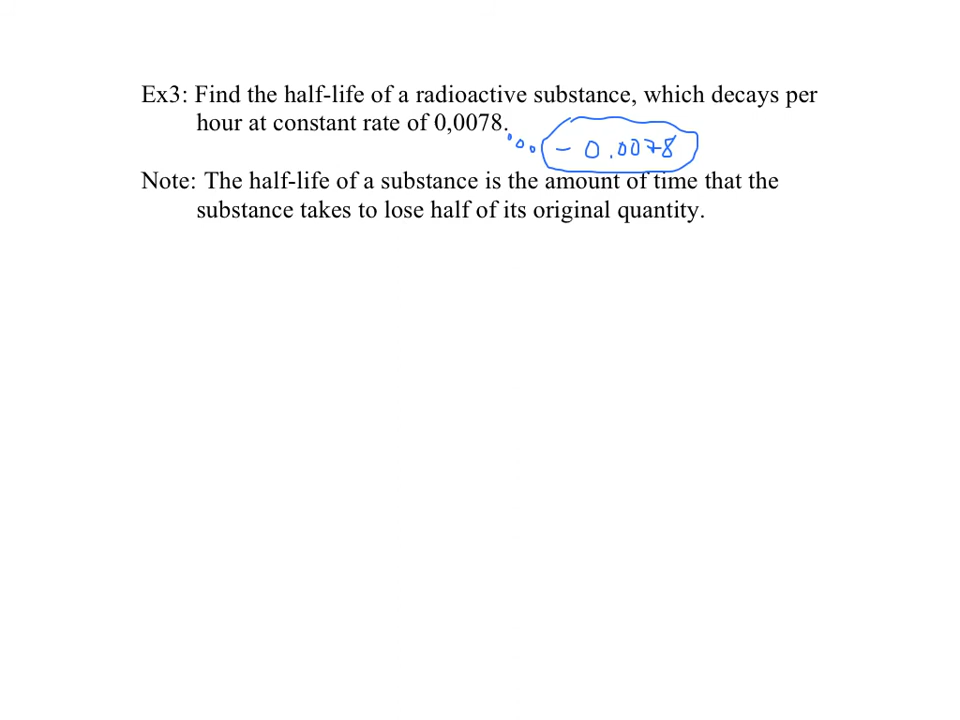 Ex3: Find the half-life of a radioactive substance, which decays per
hour at constant rate of 0,0078.
- 0.0078
Note: The half-life of a substance is the amount of time that the
substance takes to lose half of its original quantity.